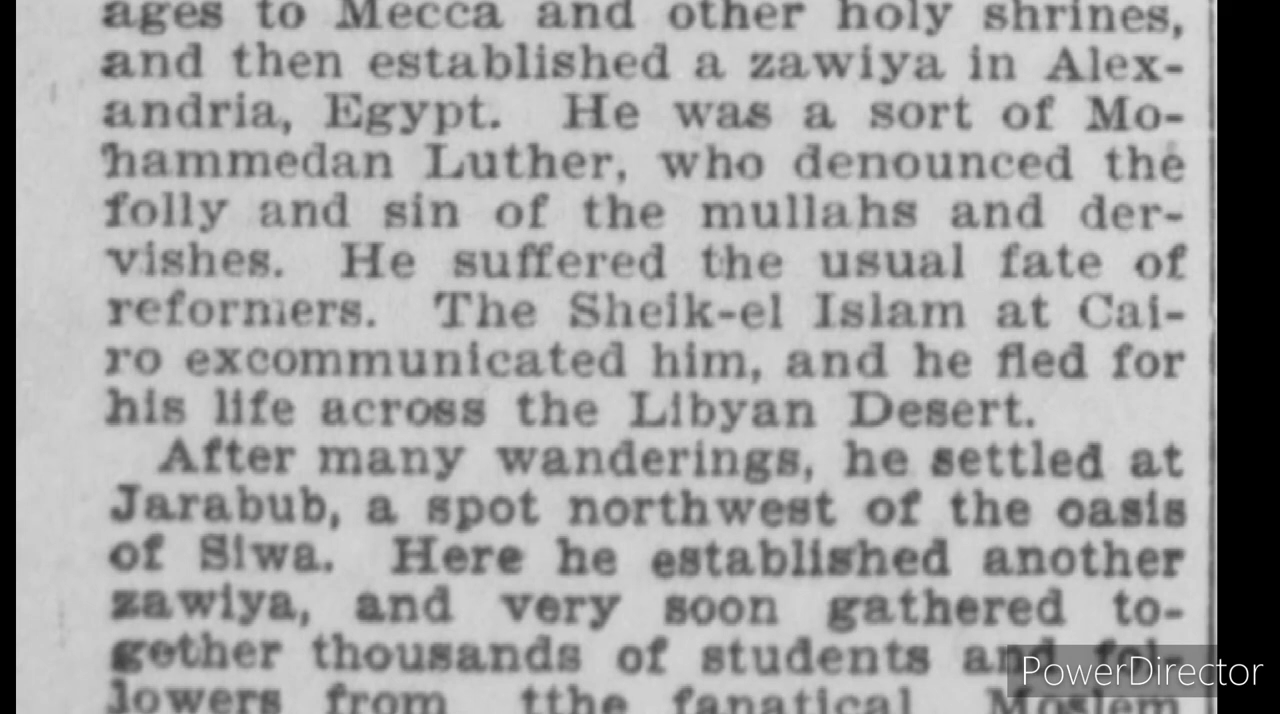 ages to Mecca and other holy shrines,
and then established a zawiya in Alex-
andria, Egypt. He was a sort of Mo-
hammedan Luther, who denounced the
folly and sin of the mullahs and der-
vishes. He suffered the usual fate of
reformers. The Sheik-el Islam at Cai-
ro excommunicated him, and he fled for
his life across the Libyan Desert.
After many wanderings, he settled at
Jarabub, a spot northwest of the oasis
of Siwa. Here he established another
zawiya, and very soon gathered to-
gether thousands of students and fol-
lowers from tthe fanatical Moslem
PowerDirector